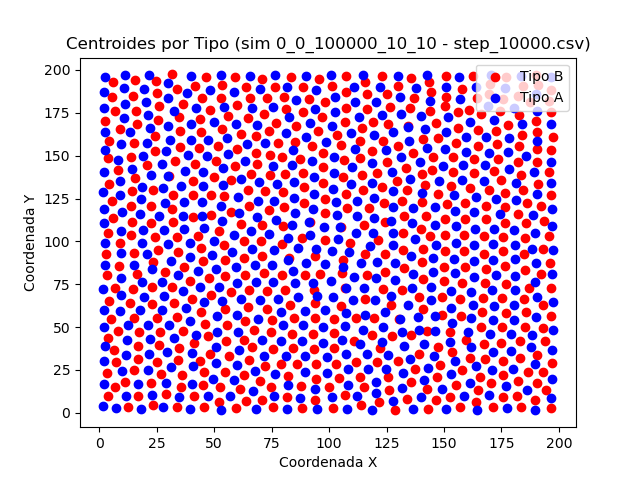 Centroides por Tipo (sim 0_0_100000_10_10 - step_10000.csv)
Tipo B
Tipo A
Coordenada Y
200
175
150
125
100
75
50
25
0
0 25 50 75 100 125 150 175 200
Coordenada X